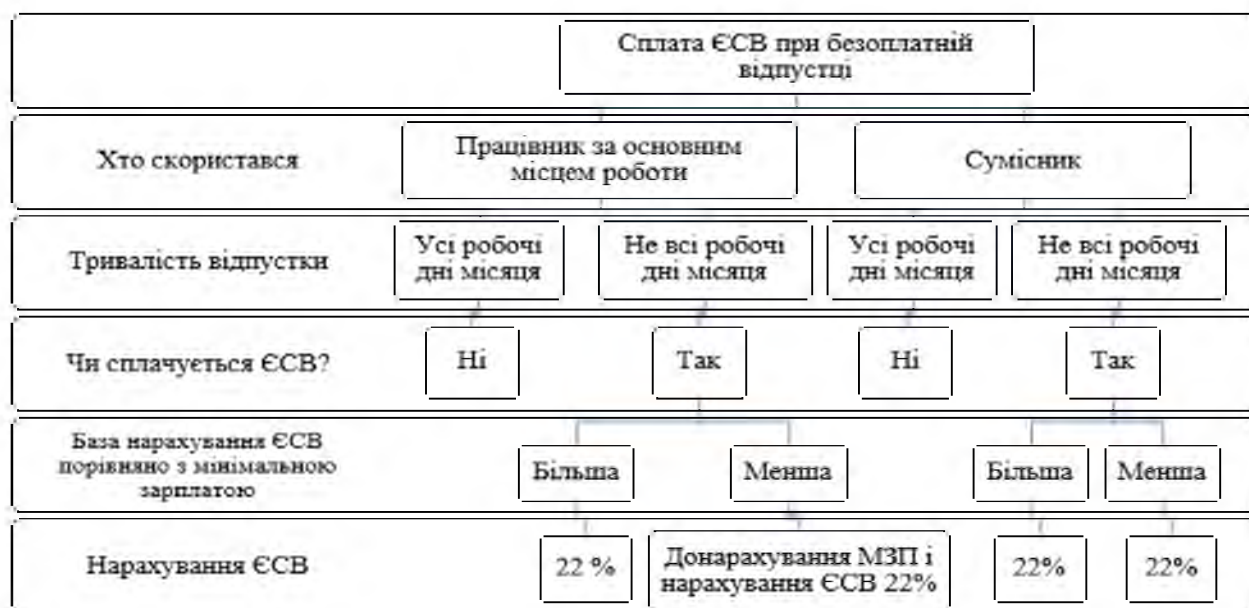 Сплата ЄСВ при безоплатній
відпустці
Хто скористався
Працівник за основним
місцем роботи
Сумісник
Тривалість відпустки
Усі робочі
дні місяця
Не всі робочі
дні місяця
Усі робочі
дні місяця
Не всі робочі
дні місяця
Чи сплачується ЄСВ?
Ні
Так
Ні
Так
База нарахування ЄСВ
порівняно з мінімальною
зарплатою
Більша
Менша
Більша
Менша
Нарахування ЄСВ
22 %
Донарахування МЗП і
нарахування ЄСВ 22%
22%
22%